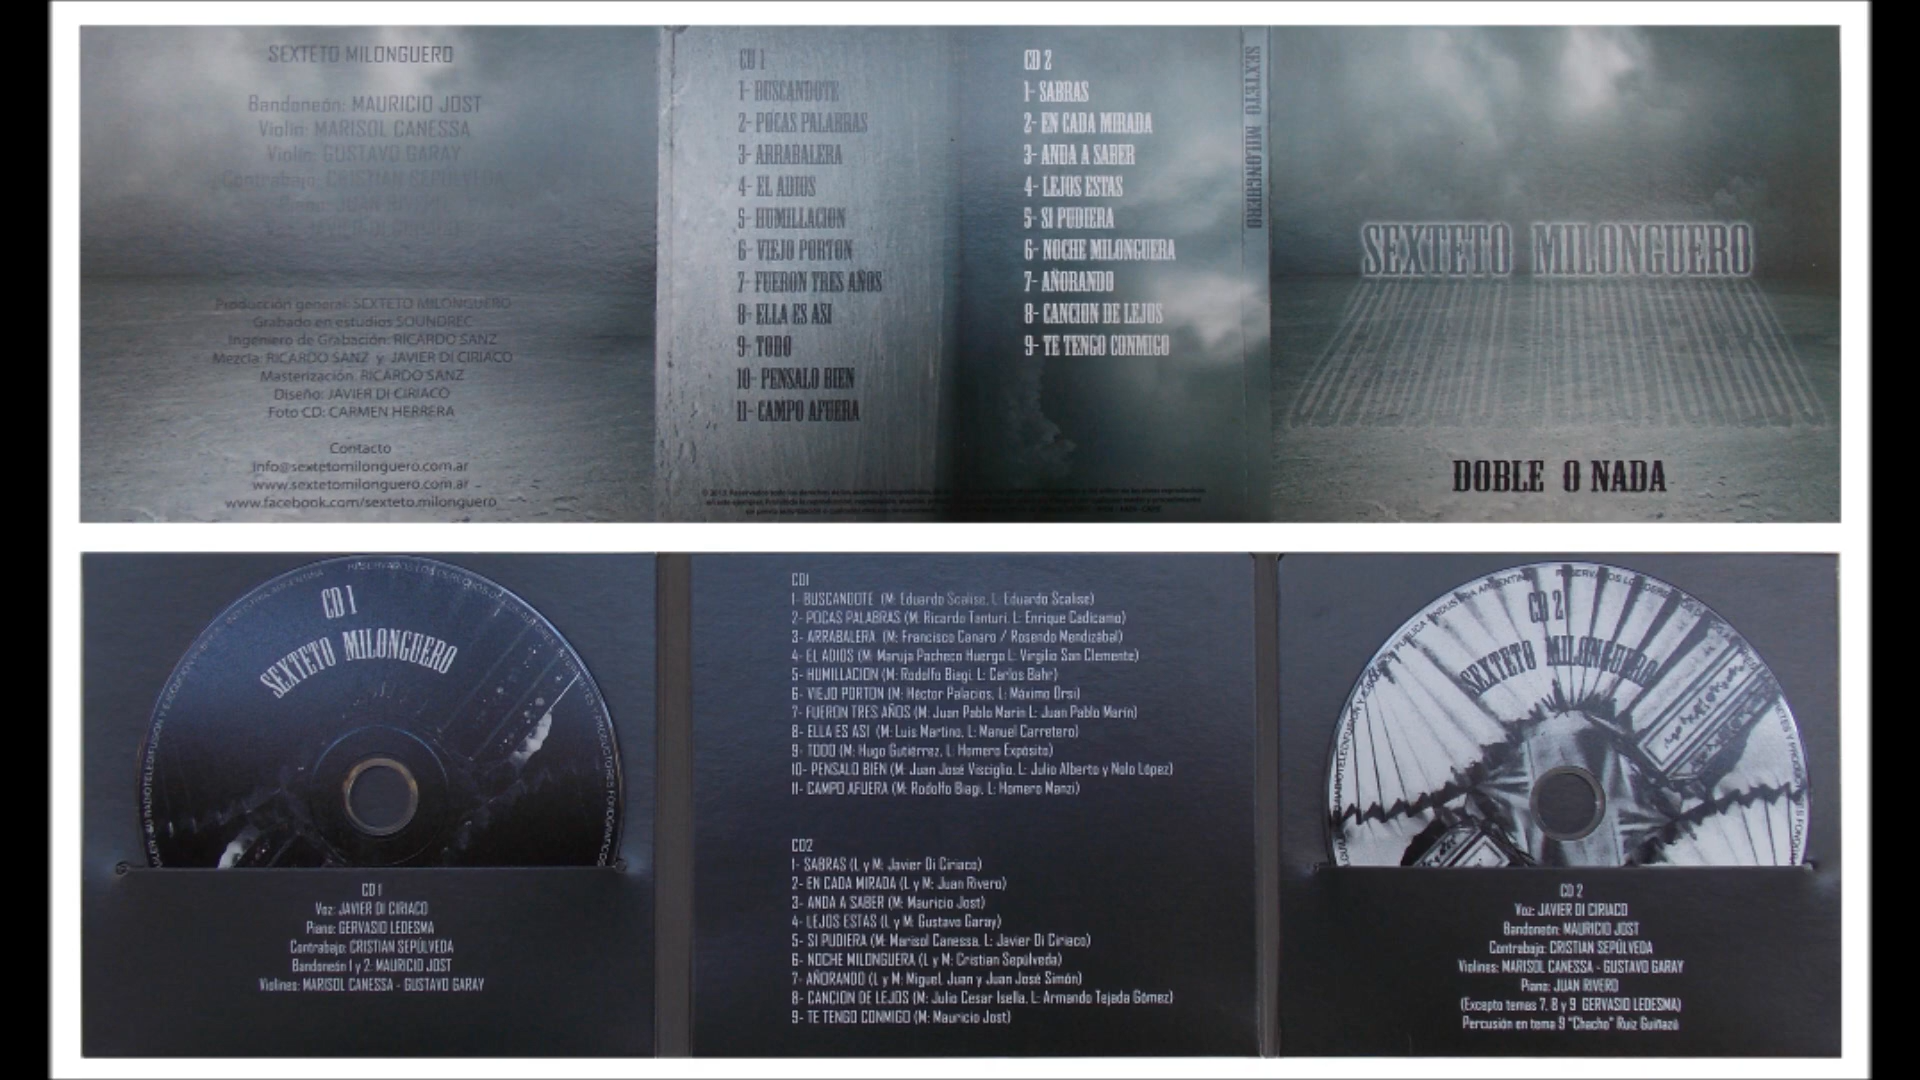 SEXTETO MILONGUERO
Bandoneón: MAURICIO JOST
Violin: MARISOL CANESSA
Violin: GUSTAVO GARAY
Contrabajo: CRISTIAN SEPÚLVEDA
Piano: JUAN RIVERO
Producción general: SEXTETO MILONGUERO
Grabado en estudios SOUNDREC
Ingeniero de Grabación: RICARDO SANZ
Mezcla: RICARDO SANZ y JAVIER DI CIRIACO
Masterización: RICARDO SANZ
Diseño: JAVIER DI CIRIACO
Foto CD: CARMEN HERRERA
Contacto
info@sextetomilonguero.com.ar
www.sextetomilonguero.com.ar
www.facebook.com/sexteto.milonguero
CD 1
1- BUSCANDOTE
2- POCAS PALABRAS
3- ARRABALERA
4- EL ADIOS
5- HUMILLACION
6- VIEJO PORTON
7- FUERON TRES AÑOS
8- ELLA ES ASI
9- TODO
10- PENSALO BIEN
11- CAMPO AFUERA
CD 2
1- SABRAS
2- EN CADA MIRADA
3- ANDA A SABER
4- LEJOS ESTAS
5- SI PUDIERA
6- NOCHE MILONGUERA
7- AÑORANDO
8- CANCION DE LEJOS
9- TE TENGO CONMIGO
SEXTETO MILONGUERO
SEXTETO MILONGUERO
DOBLE O NADA
CD 1
SEXTETO MILONGUERO
CD 1
Voz: JAVIER DI CIRIACO
Piano: GERVASIO LEDESMA
Contrabajo: CRISTIAN SEPÚLVEDA
Bandoneón 1 y 2: MAURICIO JOST
Violines: MARISOL CANESSA - GUSTAVO GARAY
CD1
1- BUSCANDOTE (M: Eduardo Scalise, L: Eduardo Scalise)
2- POCAS PALABRAS (M: Ricardo Tanturi, L: Enrique Cadicamo)
3- ARRABALERA (M: Francisco Canaro / Rosendo Mendizábal)
4- EL ADIOS (M: Maruja Pacheco Huergo L: Virgilio San Clemente)
5- HUMILLACION (M: Rodolfo Biagi, L: Carlos Bahr)
6- VIEJO PORTON (M: Héctor Palacios, L: Máximo Orsi)
7- FUERON TRES AÑOS (M: Juan Pablo Marín L: Juan Pablo Marín)
8- ELLA ES ASI (M: Luis Martino, L: Manuel Carretero)
9- TODO (M: Hugo Gutiérrez, L: Homero Expósito)
10- PENSALO BIEN (M: Juan José Visciglio, L: Julio Alberto y Nolo López)
11- CAMPO AFUERA (M: Rodolfo Biagi, L: Homero Manzi)
CD2
1- SABRAS (L y M: Javier Di Ciriaco)
2- EN CADA MIRADA (L y M: Juan Rivero)
3- ANDA A SABER (M: Mauricio Jost)
4- LEJOS ESTAS (L y M: Gustavo Garay)
5- SI PUDIERA (M: Marisol Canessa, L: Javier Di Ciriaco)
6- NOCHE MILONGUERA (L y M: Cristian Sepúlveda)
7- AÑORANDO (L y M: Miguel, Juan y Juan José Simón)
8- CANCION DE LEJOS (M: Julio Cesar Isella, L: Armando Tejada Gómez)
9- TE TENGO CONMIGO (M: Mauricio Jost)
CD 2
SEXTETO MILONGUERO
CD 2
Voz: JAVIER DI CIRIACO
Bandoneón: MAURICIO JOST
Contrabajo: CRISTIAN SEPÚLVEDA
Violines: MARISOL CANESSA - GUSTAVO GARAY
Piano: JUAN RIVERO
(Excepto temas 7, 8 y 9 GERVASIO LEDESMA)
Percusión en tema 9 "Chacho" Ruiz Guiñazú